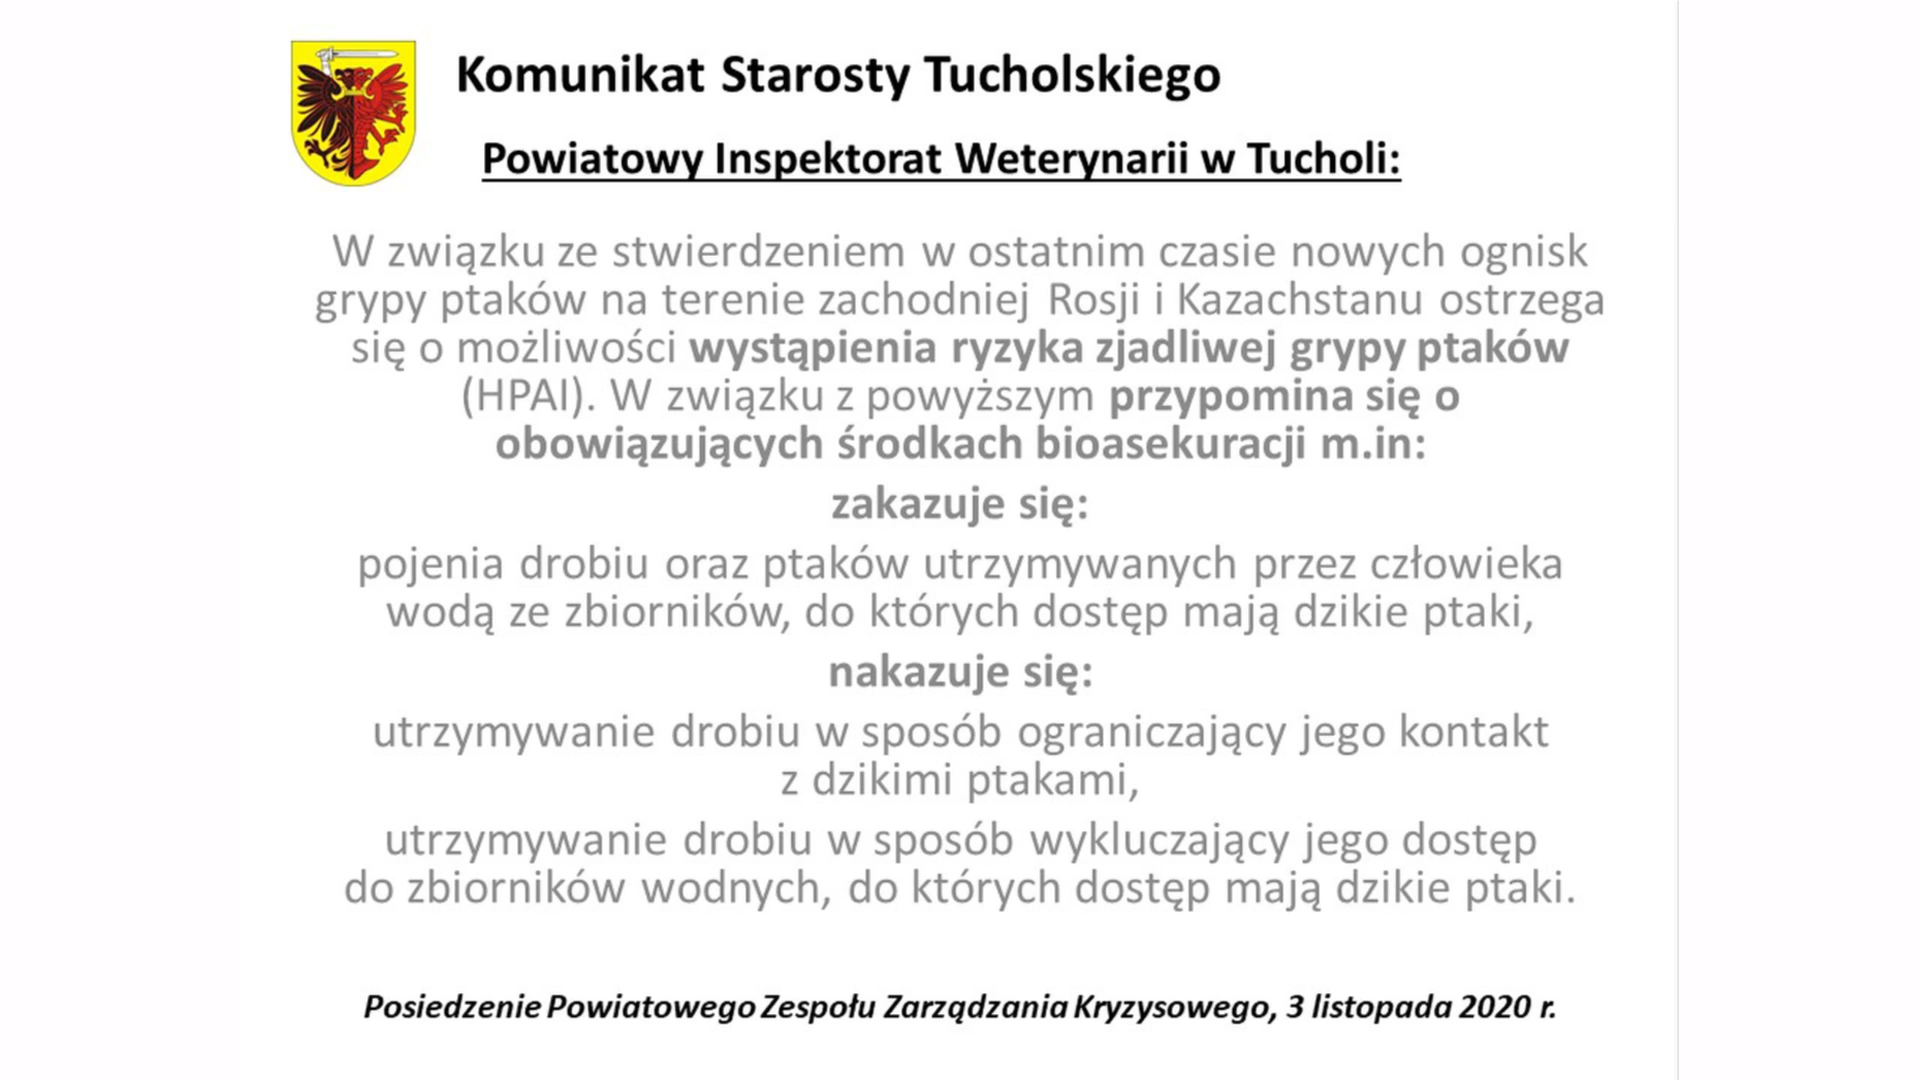 Komunikat Starosty Tucholskiego
Powiatowy Inspektorat Weterynarii w Tucholi:
W związku ze stwierdzeniem w ostatnim czasie nowych ognisk
grypy ptaków na terenie zachodniej Rosji i Kazachstanu ostrzega
się o możliwości wystąpienia ryzyka zjadliwej grypy ptaków
(HPAI). W związku z powyższym przypomina się o
obowiązujących środkach bioasekuracji m.in:
zakazuje się:
pojenia drobiu oraz ptaków utrzymywanych przez człowieka
wodą ze zbiorników, do których dostęp mają dzikie ptaki,
nakazuje się:
utrzymywanie drobiu w sposób ograniczający jego kontakt
z dzikimi ptakami,
utrzymywanie drobiu w sposób wykluczający jego dostęp
do zbiorników wodnych, do których dostęp mają dzikie ptaki.
Posiedzenie Powiatowego Zespołu Zarządzania Kryzysowego, 3 listopada 2020 r.